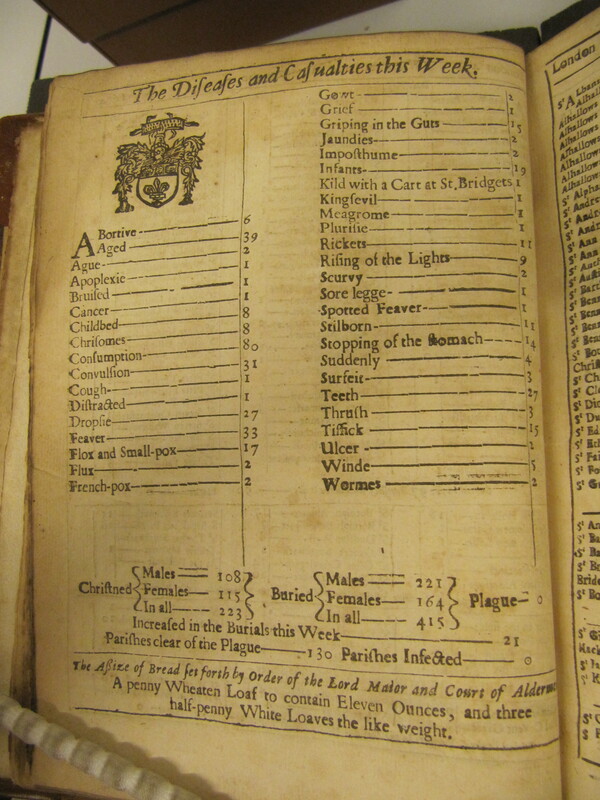 The Diſeaſes and Caſualties this Week.
ABortive 6
Aged 39
Ague 2
Apoplexie 1
Bruiſed 1
Cancer 1
Childbed 8
Chriſomes 8
Conſumption 80
Convulſion 31
Cough 1
Diſtracted 1
Dropſie 27
Feaver 33
Flox and Small-pox 17
Flux 2
French-pox 2
Gowt 2
Grief 1
Griping in the Guts 15
Jaundies 2
Impoſthume 2
Infants 19
Kild with a Cart at St. Bridgets 1
Kingſevil 1
Meagrome 1
Pluriſie 1
Rickets 11
Riſing of the Lights 9
Scurvy 2
Sore legge 1
Spotted Feaver 1
Stilborn 11
Stopping of the ſtomach 14
Suddenly 4
Surfeit 3
Teeth 27
Thruſh 3
Tiſſick 15
Ulcer 2
Winde 5
Wormes 2
Chriſtned Males 108 Females 115 In all 223
Buried Males 221 Females 164 In all 415
Plague 0
Increaſed in the Burials this Week 21
Pariſhes clear of the Plague 130 Pariſhes Infected 0
The Aſſize of Bread ſet forth by Order of the Lord Maior and Court of Alderm
A penny Wheaten Loaf to contain Eleven Ounces, and three
half-penny White Loaves the like weight.
London